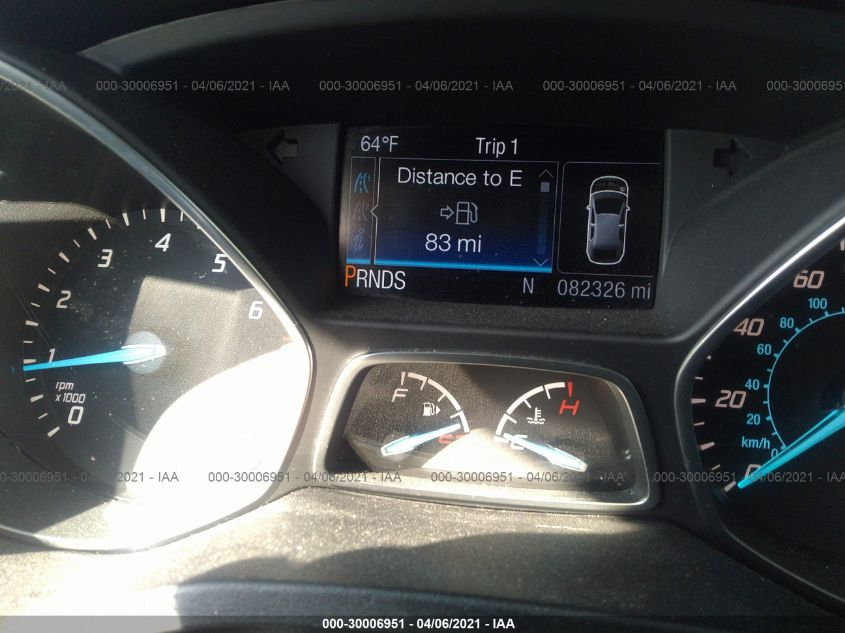 000-30006951 - 04/06/2021 - IAA 000-30006951 - 04/06/2021 - IAA 000-30006951 - 04/06/2021 - IAA
64°F Trip 1
Distance to E
83 mi
PRNDS N 082326 mi
0 1 2 3 4 5 6
rpm
x1000
F
H
C
0 20 40 60
0 20 40 60 80 100
km/h
04/06/2021 - IAA 000-30006951 - 04/06/2021 - IAA 000-30006951 - 04/06/2021 - IAA
000-30006951 - 04/06/2021 - IAA